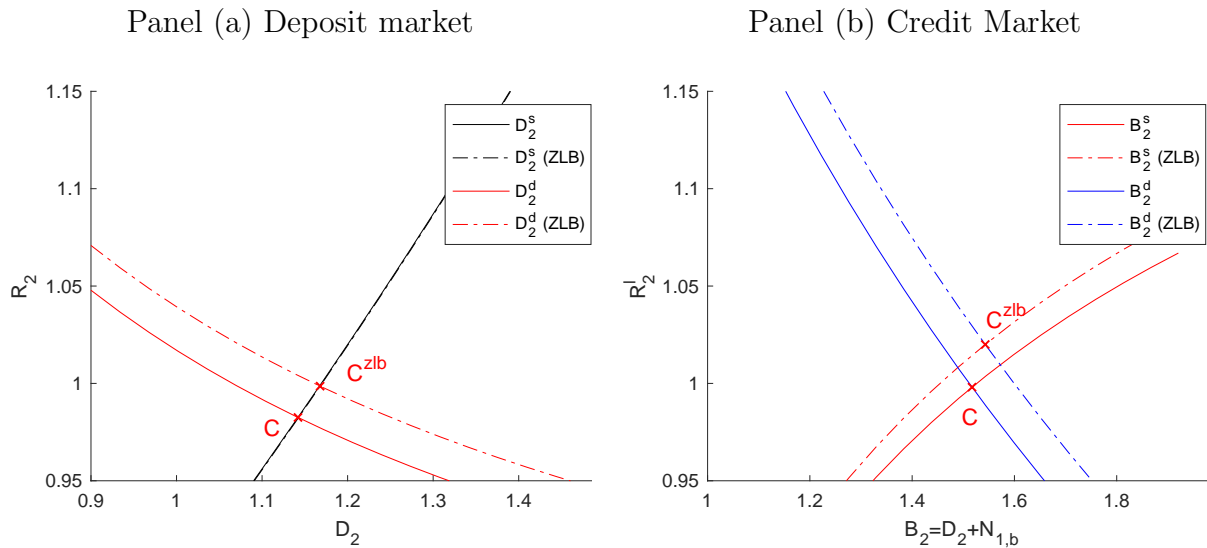 Panel (a) Deposit market
1.15
1.1
1.05
1
0.95
R₂
0.9 1 1.1 1.2 1.3 1.4
D₂
D₂ˢ
D₂ˢ (ZLB)
D₂ᵈ
D₂ᵈ (ZLB)
C^zlb
C
Panel (b) Credit Market
1.15
1.1
1.05
1
0.95
R₂ˡ
1 1.2 1.4 1.6 1.8
B₂=D₂+N₁,b
B₂ˢ
B₂ˢ (ZLB)
B₂ᵈ
B₂ᵈ (ZLB)
C^zlb
C